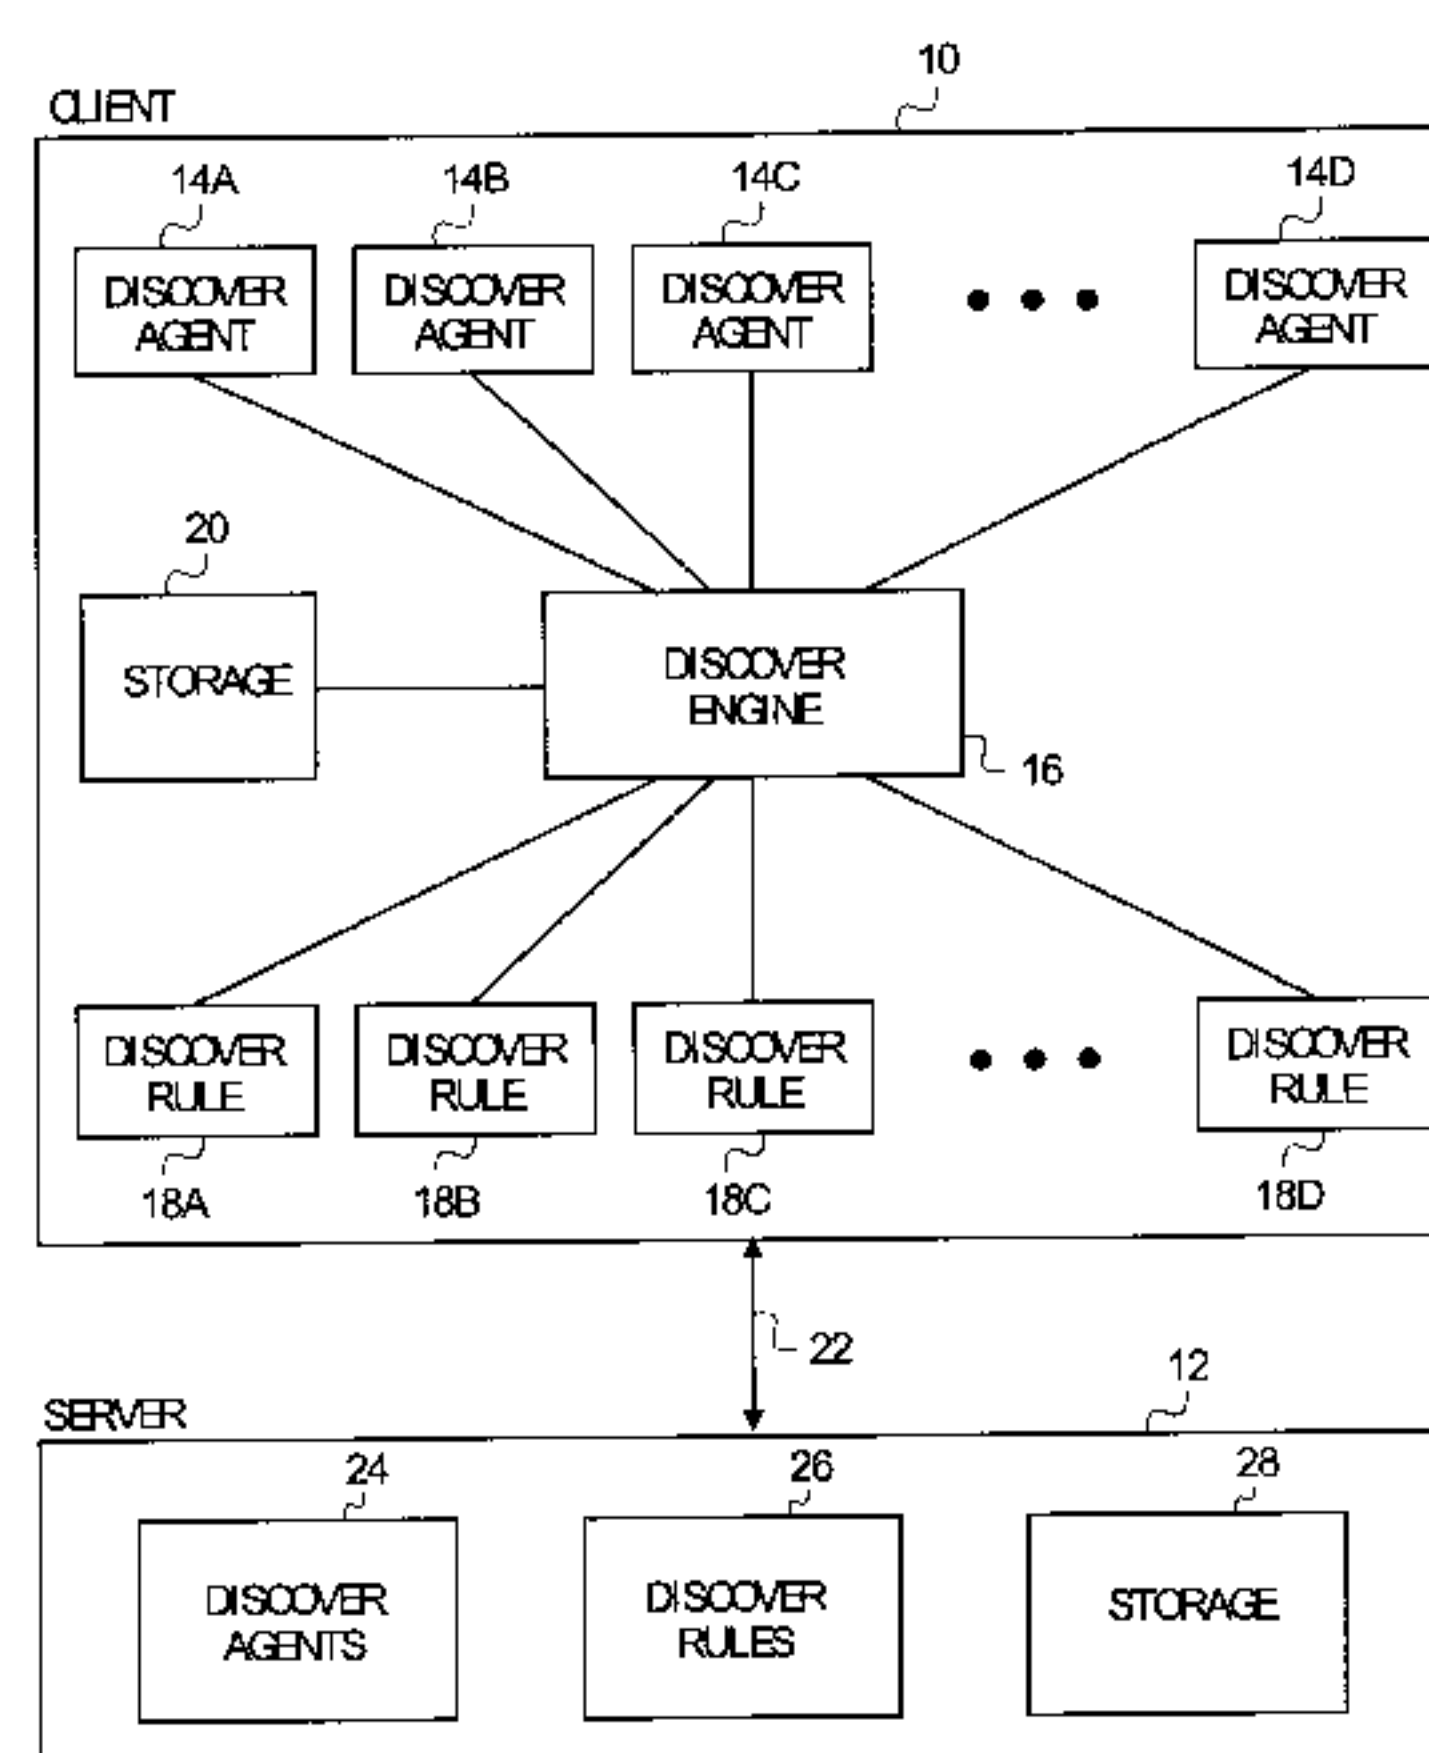 10
CLIENT
14A
14B
14C
14D
DISCOVER
AGENT
DISCOVER
AGENT
DISCOVER
AGENT
DISCOVER
AGENT
20
STORAGE
DISCOVER
ENGINE
16
DISCOVER
RULE
DISCOVER
RULE
DISCOVER
RULE
DISCOVER
RULE
18A
18B
18C
18D
22
12
SERVER
24
26
28
DISCOVER
AGENTS
DISCOVER
RULES
STORAGE